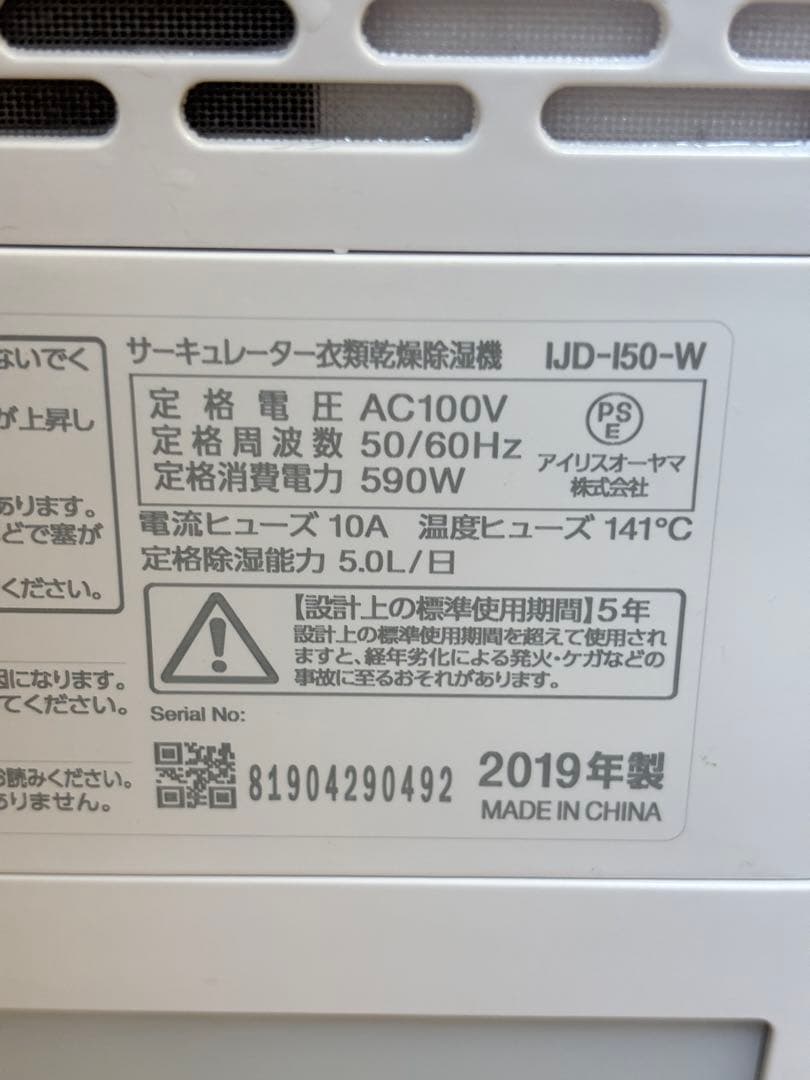 ないでく
が上昇し
あります。
どで塞が
ください。
因になります。
てください。
お読みください。
ありません。
サーキュレーター衣類乾燥除湿機 IJD-I50-W
定格電圧 AC100V
定格周波数 50/60Hz
定格消費電力 590W
PS
E
アイリスオーヤマ
株式会社
電流ヒューズ 10A 温度ヒューズ 141℃
定格除湿能力 5.0L/日
【設計上の標準使用期間】5年
設計上の標準使用期間を超えて使用され
ますと、経年劣化による発火・ケガなどの
事故に至るおそれがあります。
Serial No:
81904290492
2019年製
MADE IN CHINA